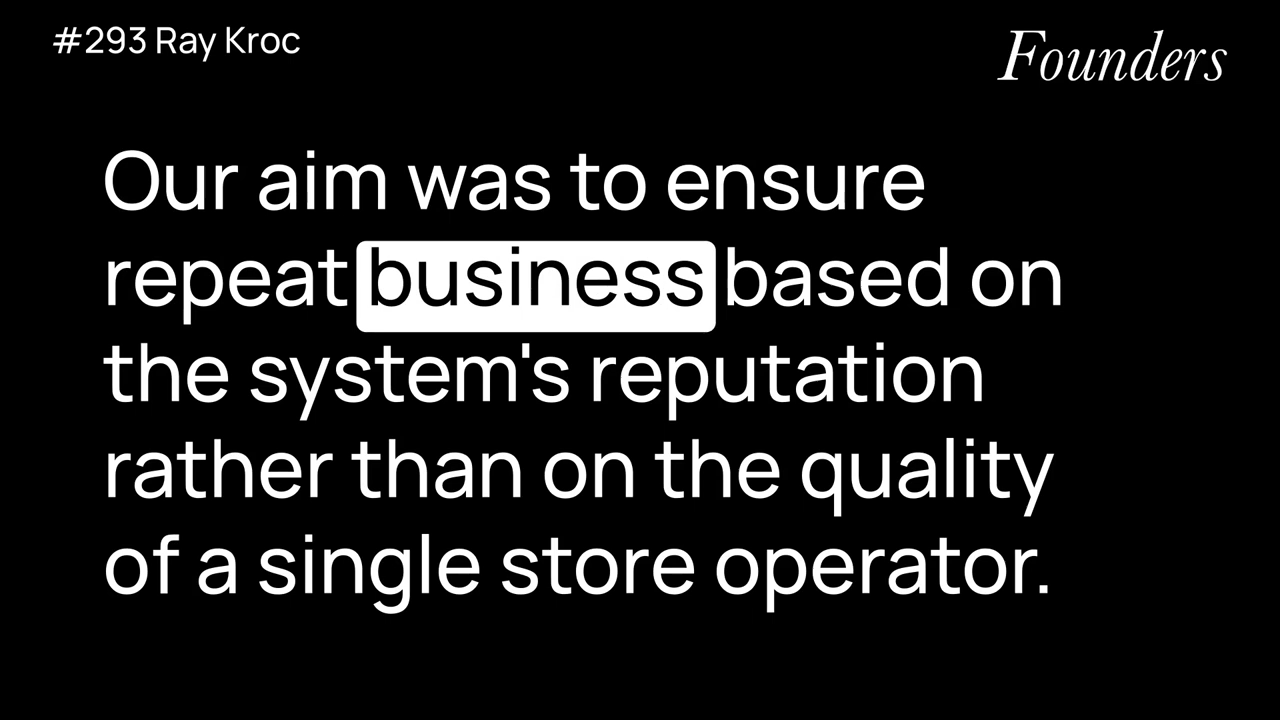 #293 Ray Kroc
Founders
Our aim was to ensure
repeat business based on
the system's reputation
rather than on the quality
of a single store operator.